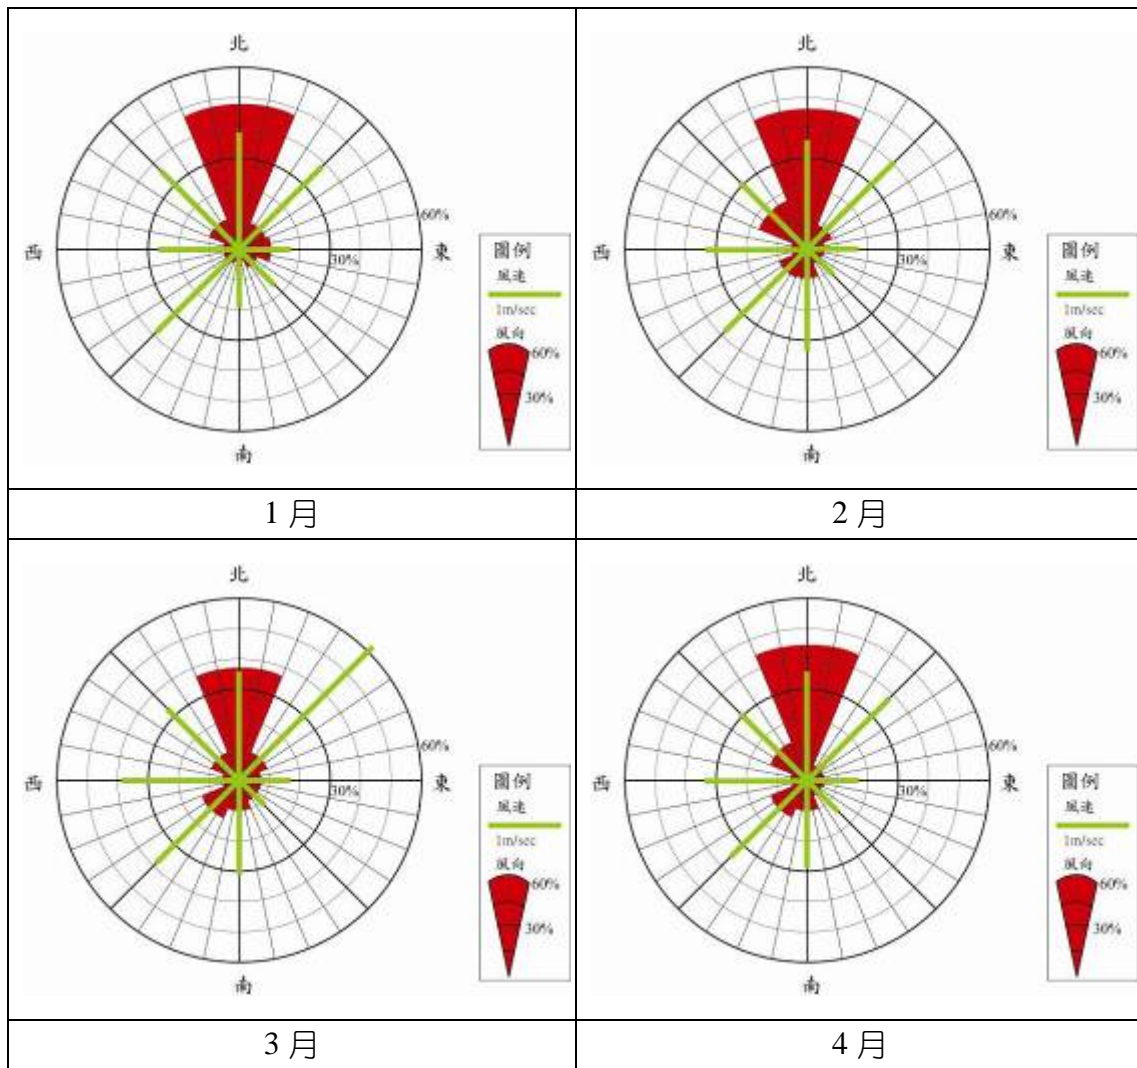 北
西
東
南
60%
30%
圖例
風速
1m/sec
風向
60%
30%
1 月
北
西
東
南
60%
30%
圖例
風速
1m/sec
風向
60%
30%
2 月
北
西
東
南
60%
30%
圖例
風速
1m/sec
風向
60%
30%
3 月
北
西
東
南
60%
30%
圖例
風速
1m/sec
風向
60%
30%
4 月